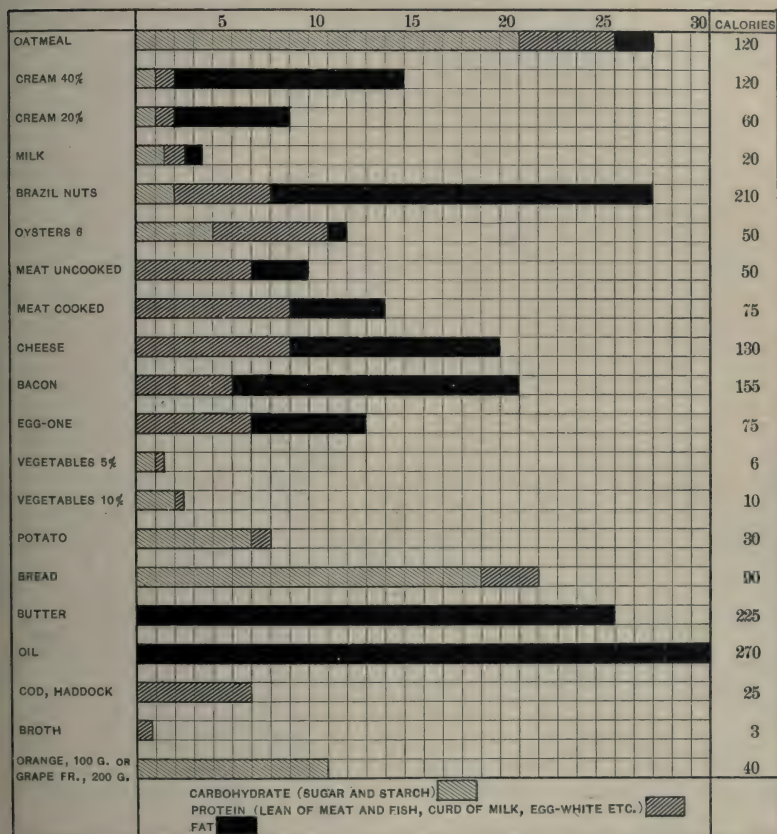 5 10 15 20 25 30 CALORIES
OATMEAL 120
CREAM 40% 120
CREAM 20% 60
MILK 20
BRAZIL NUTS 210
OYSTERS 6 50
MEAT UNCOOKED 50
MEAT COOKED 75
CHEESE 130
BACON 155
EGG-ONE 75
VEGETABLES 5% 6
VEGETABLES 10% 10
POTATO 30
BREAD 90
BUTTER 225
OIL 270
COD, HADDOCK 25
BROTH 3
ORANGE, 100 G. OR
GRAPE FR., 200 G. 40
CARBOHYDRATE (SUGAR AND STARCH)
PROTEIN (LEAN OF MEAT AND FISH, CURD OF MILK, EGG-WHITE ETC.)
FAT